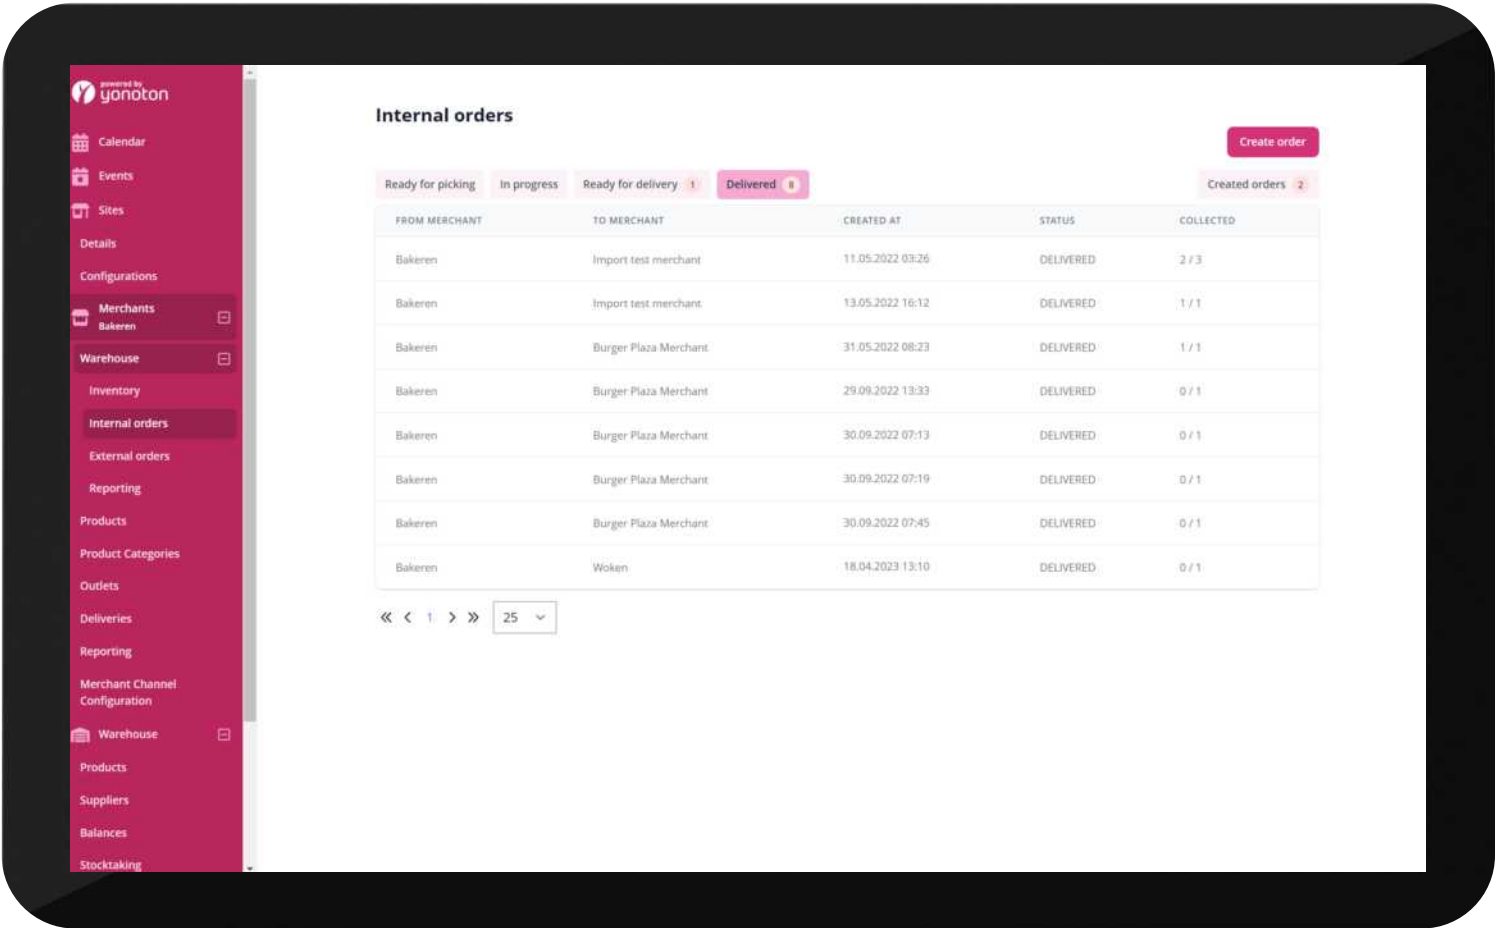 powered by
yonoton
Calendar
Events
Sites
Details
Configurations
Merchants
Bakeren
Warehouse
Inventory
Internal orders
External orders
Reporting
Products
Product Categories
Outlets
Deliveries
Reporting
Merchant Channel
Configuration
Warehouse
Products
Suppliers
Balances
Stocktaking
Internal orders
Create order
Ready for picking In progress Ready for delivery 1 Delivered 8 Created orders 2
FROM MERCHANT TO MERCHANT CREATED AT STATUS COLLECTED
Bakeren Import test merchant 11.05.2022 03:26 DELIVERED 2 / 3
Bakeren Import test merchant 13.05.2022 16:12 DELIVERED 1 / 1
Bakeren Burger Plaza Merchant 31.05.2022 08:23 DELIVERED 1 / 1
Bakeren Burger Plaza Merchant 29.09.2022 13:33 DELIVERED 0 / 1
Bakeren Burger Plaza Merchant 30.09.2022 07:13 DELIVERED 0 / 1
Bakeren Burger Plaza Merchant 30.09.2022 07:19 DELIVERED 0 / 1
Bakeren Burger Plaza Merchant 30.09.2022 07:45 DELIVERED 0 / 1
Bakeren Woken 18.04.2023 13:10 DELIVERED 0 / 1
« < 1 > » 25